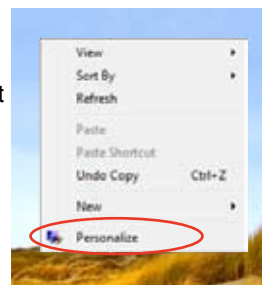 View
Sort By
t
Refresh
Paste
Paste Shortcut
Undo Copy Ctrl+Z
New
Personalize